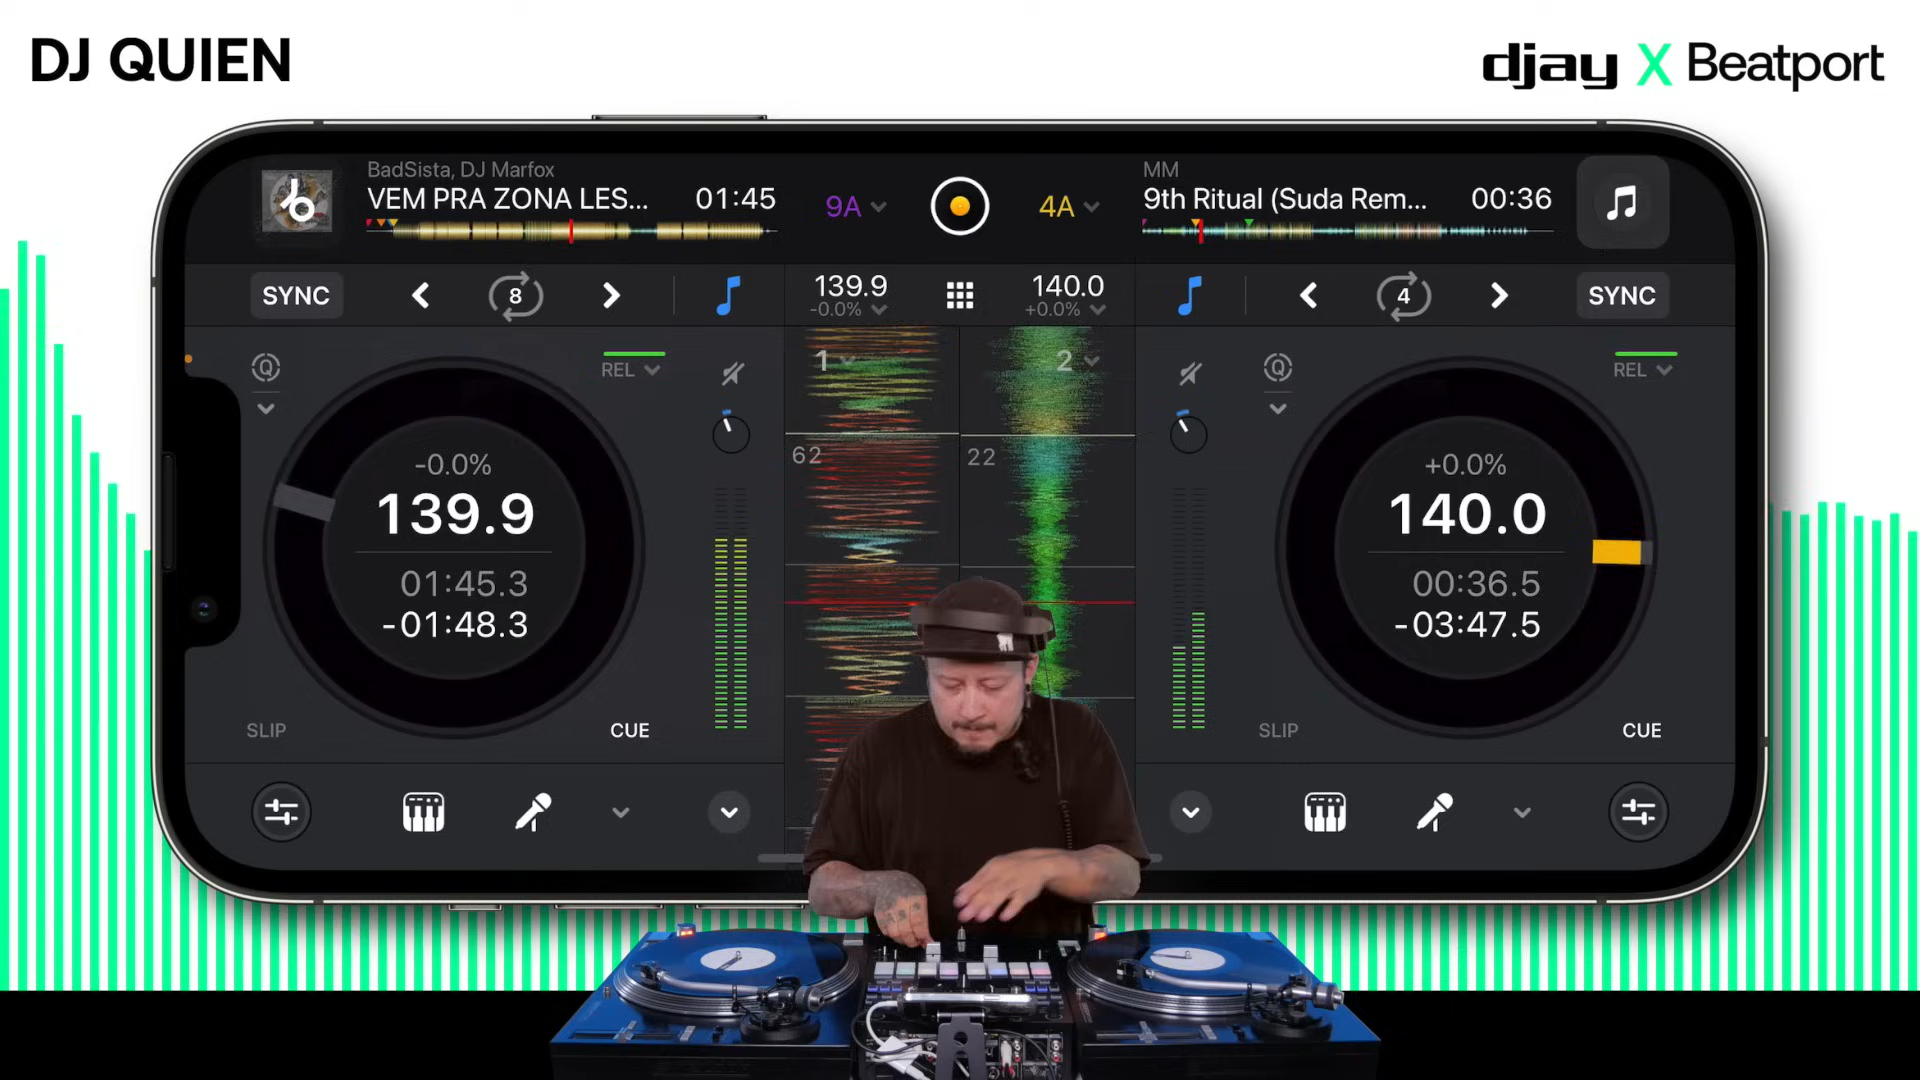 DJ QUIEN
djay X Beatport
BadSista, DJ Marfox
VEM PRA ZONA LES... 01:45
9A
4A
MM
9th Ritual (Suda Rem... 00:36
SYNC
8
139.9
-0.0%
140.0
+0.0%
4
SYNC
Q
REL
1
2
Q
REL
62
22
-0.0%
139.9
01:45.3
-01:48.3
+0.0%
140.0
00:36.5
-03:47.5
SLIP
CUE
SLIP
CUE